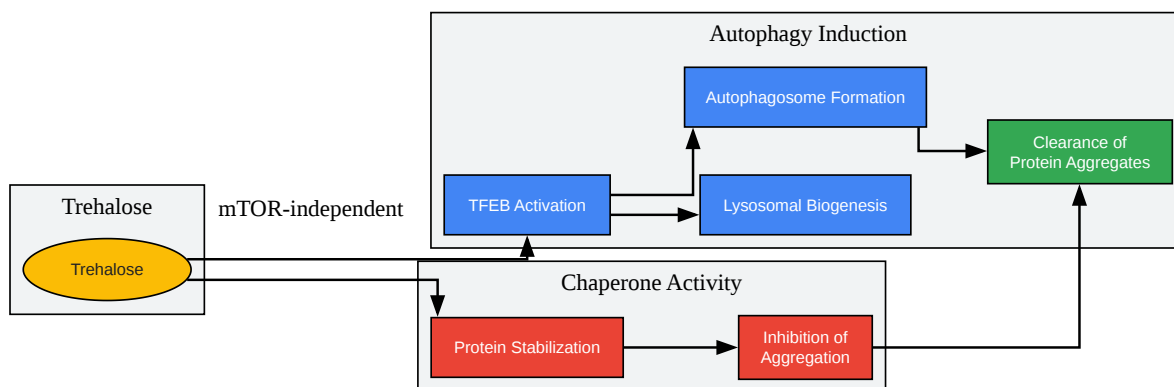 Autophagy Induction
Autophagosome Formation
Clearance of
Protein Aggregates
TFEB Activation
Lysosomal Biogenesis
Trehalose
mTOR-independent
Trehalose
Chaperone Activity
Protein Stabilization
Inhibition of
Aggregation